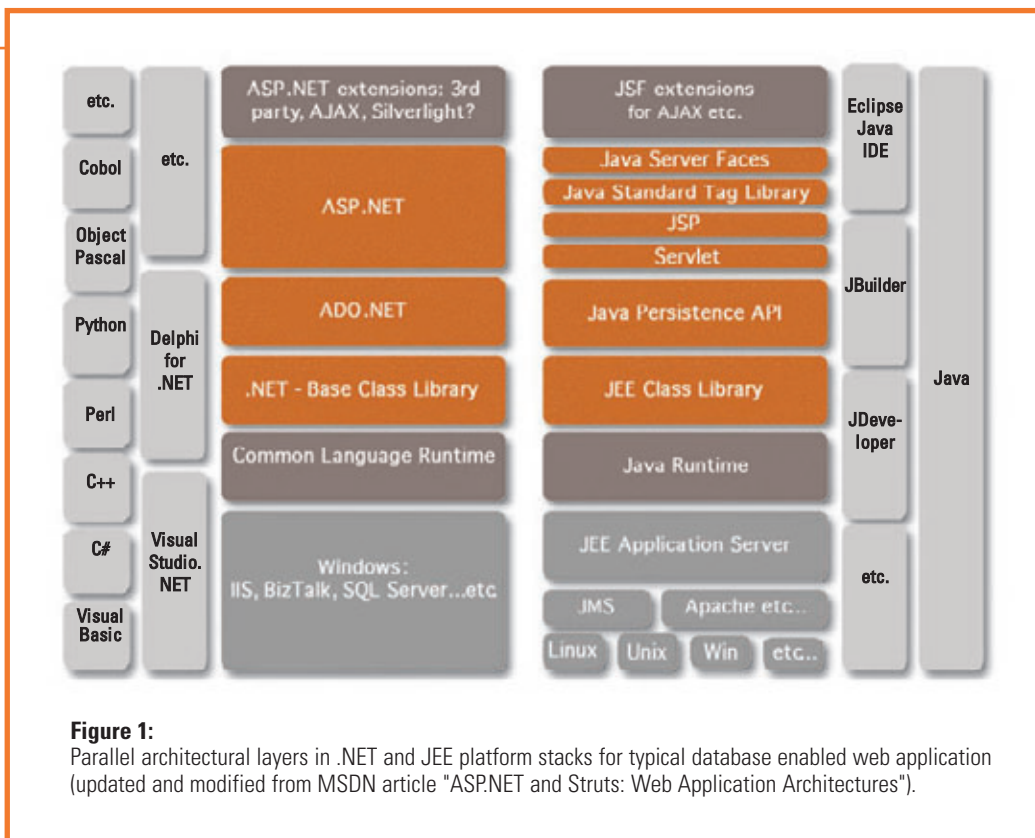 etc.
Cobol
Object
Pascal
Python
Perl
C++
C#
Visual
Basic
etc.
Delphi
for
.NET
Visual
Studio.
NET
ASP.NET extensions: 3rd
party, AJAX, Silverlight?
ASP.NET
ADO.NET
.NET - Base Class Library
Common Language Runtime
Windows:
IIS, BizTalk, SQL Server...etc
JSF extensions
for AJAX etc.
Java Server Faces
Java Standard Tag Library
JSP
Servlet
Java Persistence API
JEE Class Library
Java Runtime
JEE Application Server
JMS
Apache etc..
Linux
Unix
Win
etc..
Eclipse
Java
IDE
JBuilder
JDeve-
loper
etc.
Java
Figure 1:
Parallel architectural layers in .NET and JEE platform stacks for typical database enabled web application
(updated and modified from MSDN article "ASP.NET and Struts: Web Application Architectures").